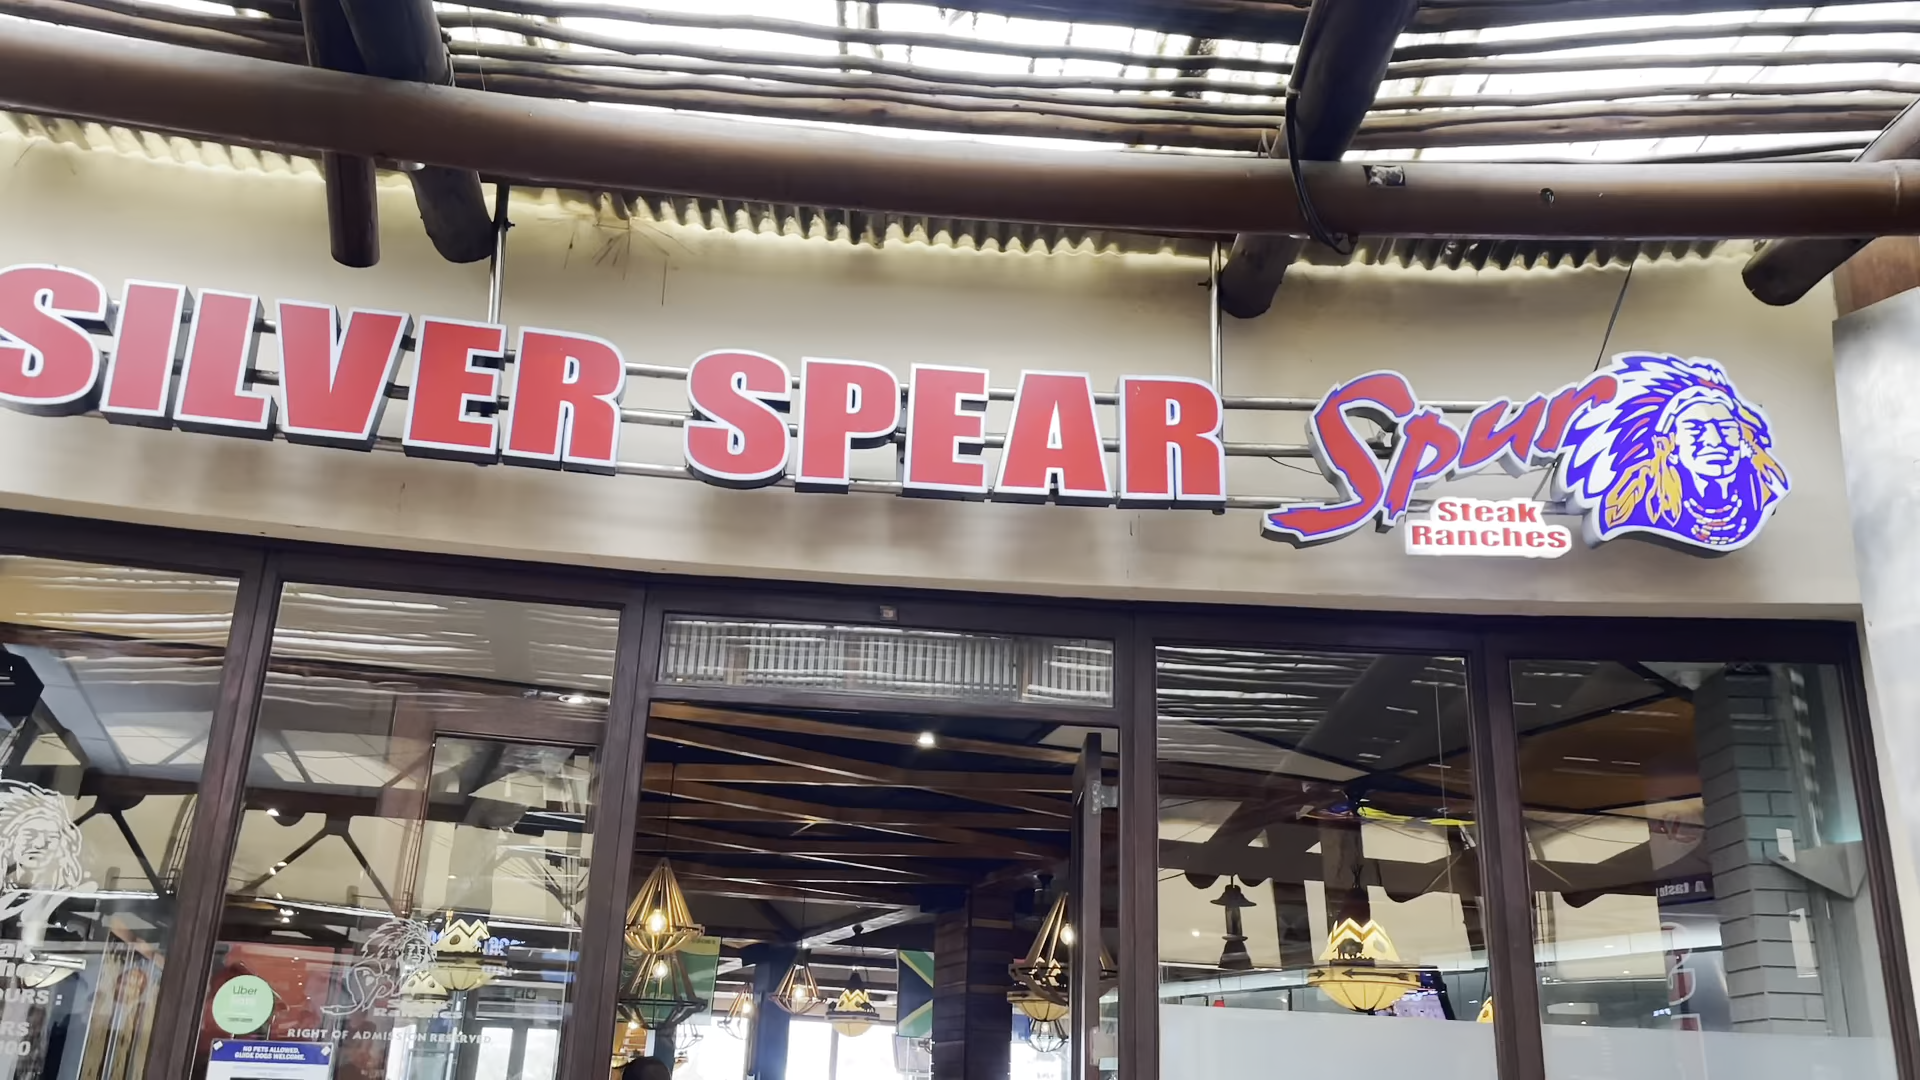 SILVER SPEAR
Spur
Steak
Ranches
Uber
RIGHT OF ADMISSION RESERVED
NO PETS ALLOWED.
GUIDE DOGS WELCOME.